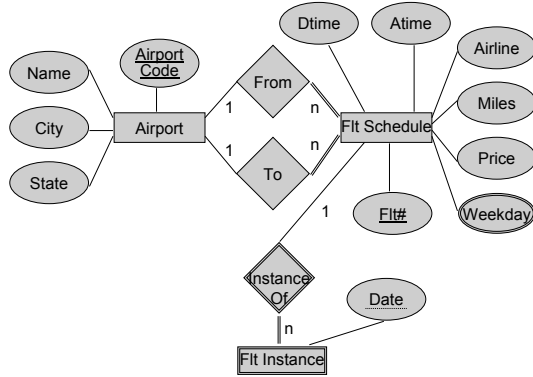 Dtime
Atime
Airport
Code
Airline
Name
From
Miles
1
n
City
Airport
Flt Schedule
1
n
Price
State
To
1
Flt#
Weekday
Instance
Of
Date
n
Flt Instance